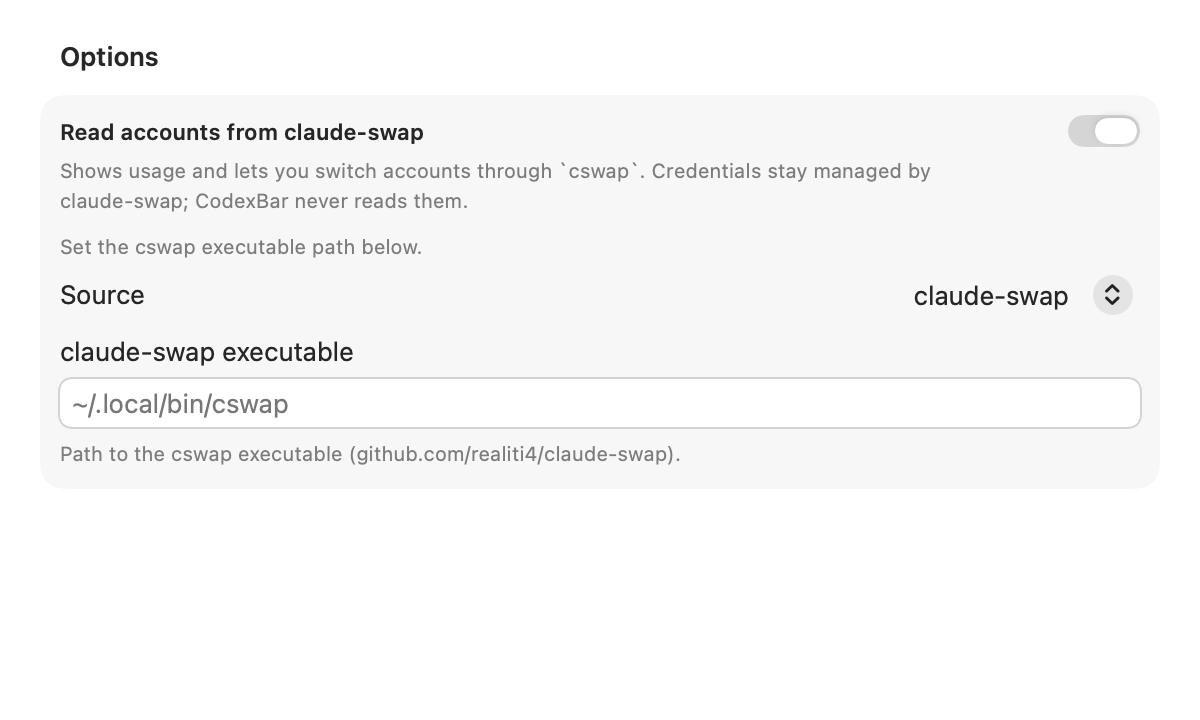 Options
Read accounts from claude-swap
Shows usage and lets you switch accounts through `cswap`. Credentials stay managed by
claude-swap; CodexBar never reads them.
Set the cswap executable path below.
Source claude-swap
claude-swap executable
~/.local/bin/cswap
Path to the cswap executable (github.com/realiti4/claude-swap).